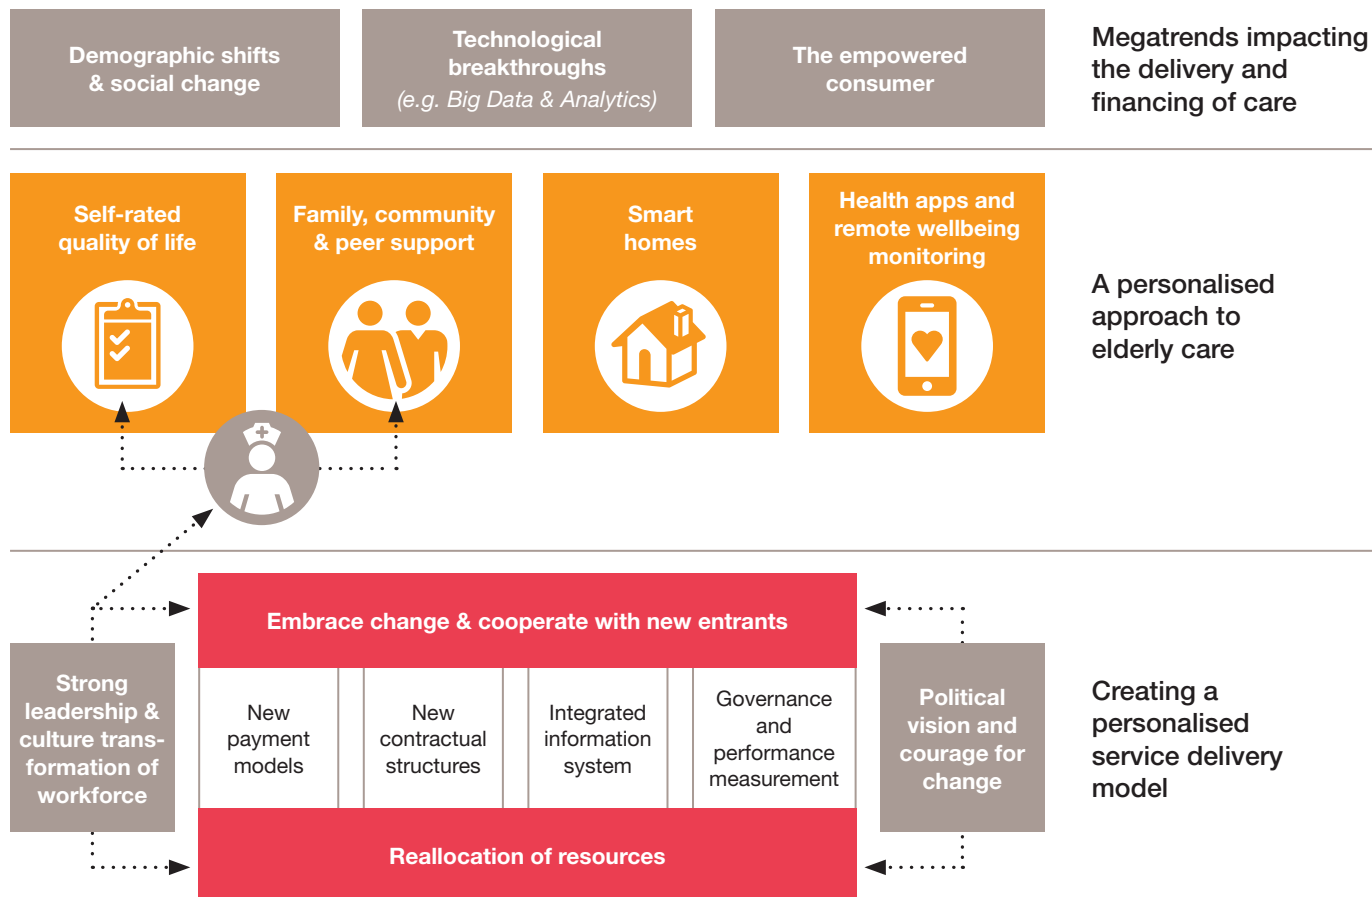 Demographic shifts
& social change
Technological
breakthroughs
(e.g. Big Data & Analytics)
The empowered
consumer
Megatrends impacting
the delivery and
financing of care
Self-rated
quality of life
Family, community
& peer support
Smart
homes
Health apps and
remote wellbeing
monitoring
A personalised
approach to
elderly care
Embrace change & cooperate with new entrants
Strong
leadership &
culture trans-
formation of
workforce
New
payment
models
New
contractual
structures
Integrated
information
system
Governance
and
performance
measurement
Political
vision and
courage for
change
Creating a
personalised
service delivery
model
Reallocation of resources